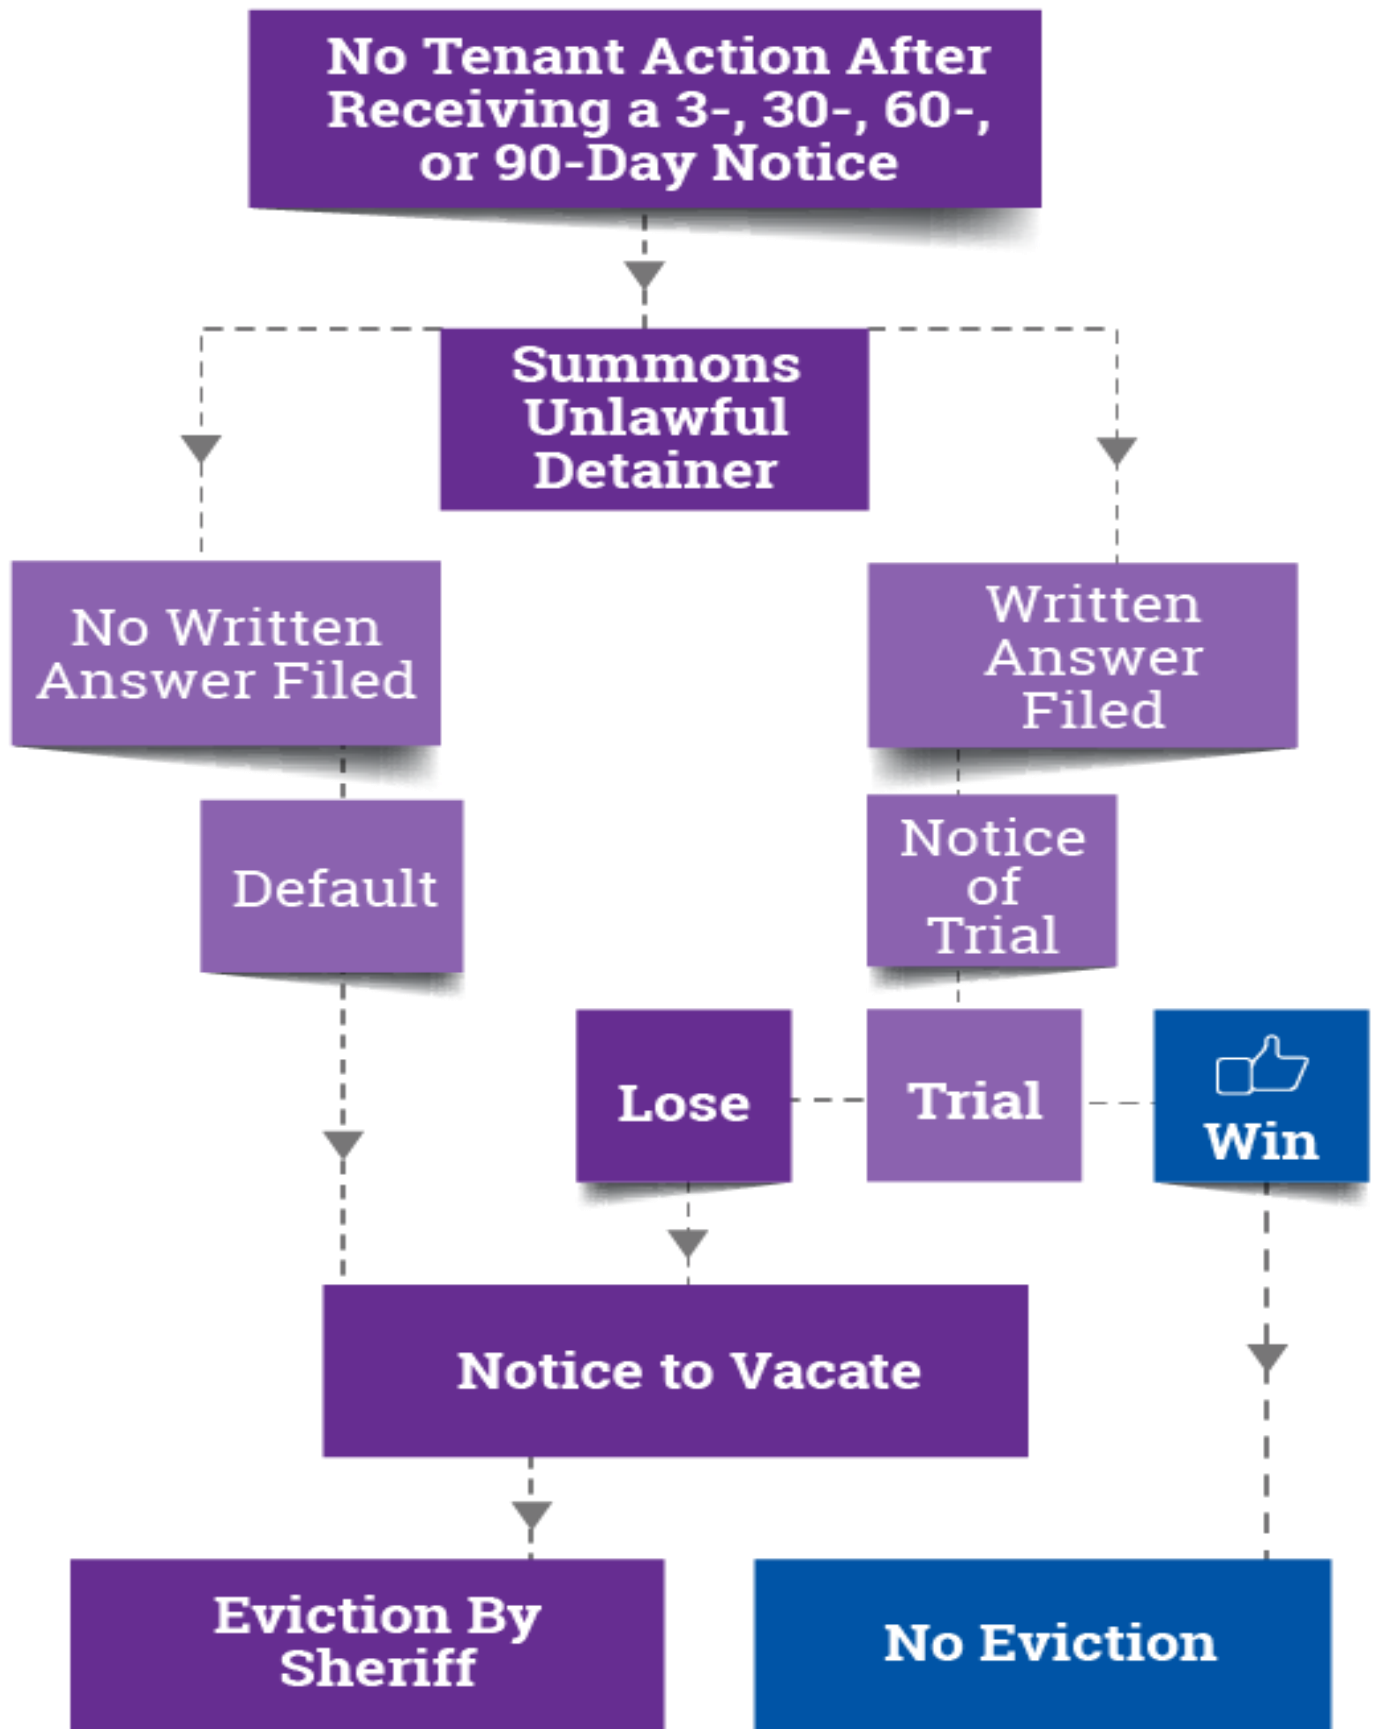 No Tenant Action After
Receiving a 3-, 30-, 60-,
or 90-Day Notice
Summons
Unlawful
Detainer
No Written
Answer Filed
Written
Answer
Filed
Default
Notice
of
Trial
Lose
Trial
Win
Notice to Vacate
Eviction By
Sheriff
No Eviction